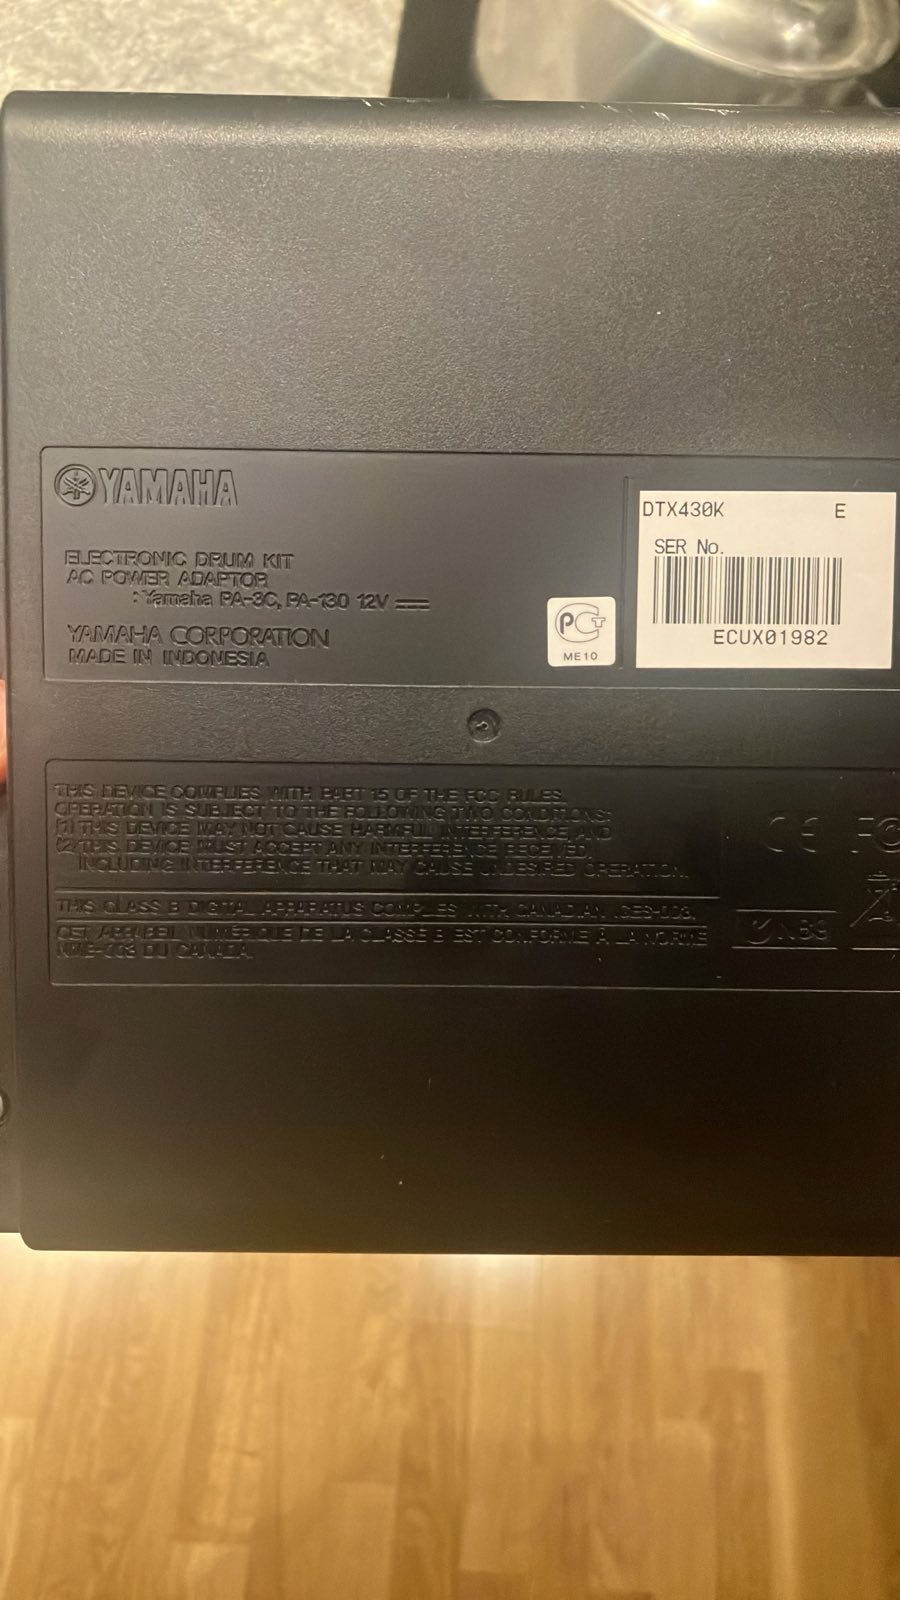 YAMAHA
ELECTRONIC DRUM KIT
AC POWER ADAPTOR
: Yamaha PA-3C, PA-130 12V
YAMAHA CORPORATION
MADE IN INDONESIA
PCT
ME10
DTX430K E
SER No.
ECUX01982
THIS DEVICE COMPLIES WITH PART 15 OF THE FCC RULES.
OPERATION IS SUBJECT TO THE FOLLOWING TWO CONDITIONS:
(1) THIS DEVICE MAY NOT CAUSE HARMFUL INTERFERENCE, AND
(2) THIS DEVICE MUST ACCEPT ANY INTERFERENCE RECEIVED,
INCLUDING INTERFERENCE THAT MAY CAUSE UNDESIRED OPERATION.
THIS CLASS B DIGITAL APPARATUS COMPLIES WITH CANADIAN ICES-003.
CET APPAREIL NUMÉRIQUE DE LA CLASSE B EST CONFORME À LA NORME
NMB-003 DU CANADA.
CE FC
N89